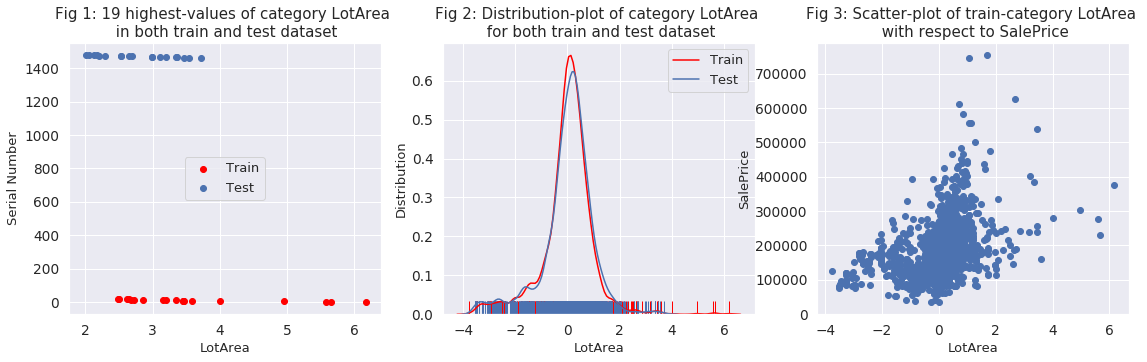 Fig 1: 19 highest-values of category LotArea
in both train and test dataset
1400
1200
1000
800
600
400
200
0
Serial Number
Train
Test
2
3
4
5
6
LotArea
Fig 2: Distribution-plot of category LotArea
for both train and test dataset
0.6
0.5
0.4
0.3
0.2
0.1
0.0
Distribution
Train
Test
−4
−2
0
2
4
6
LotArea
Fig 3: Scatter-plot of train-category LotArea
with respect to SalePrice
700000
600000
500000
400000
300000
200000
100000
0
SalePrice
−4
−2
0
2
4
6
LotArea